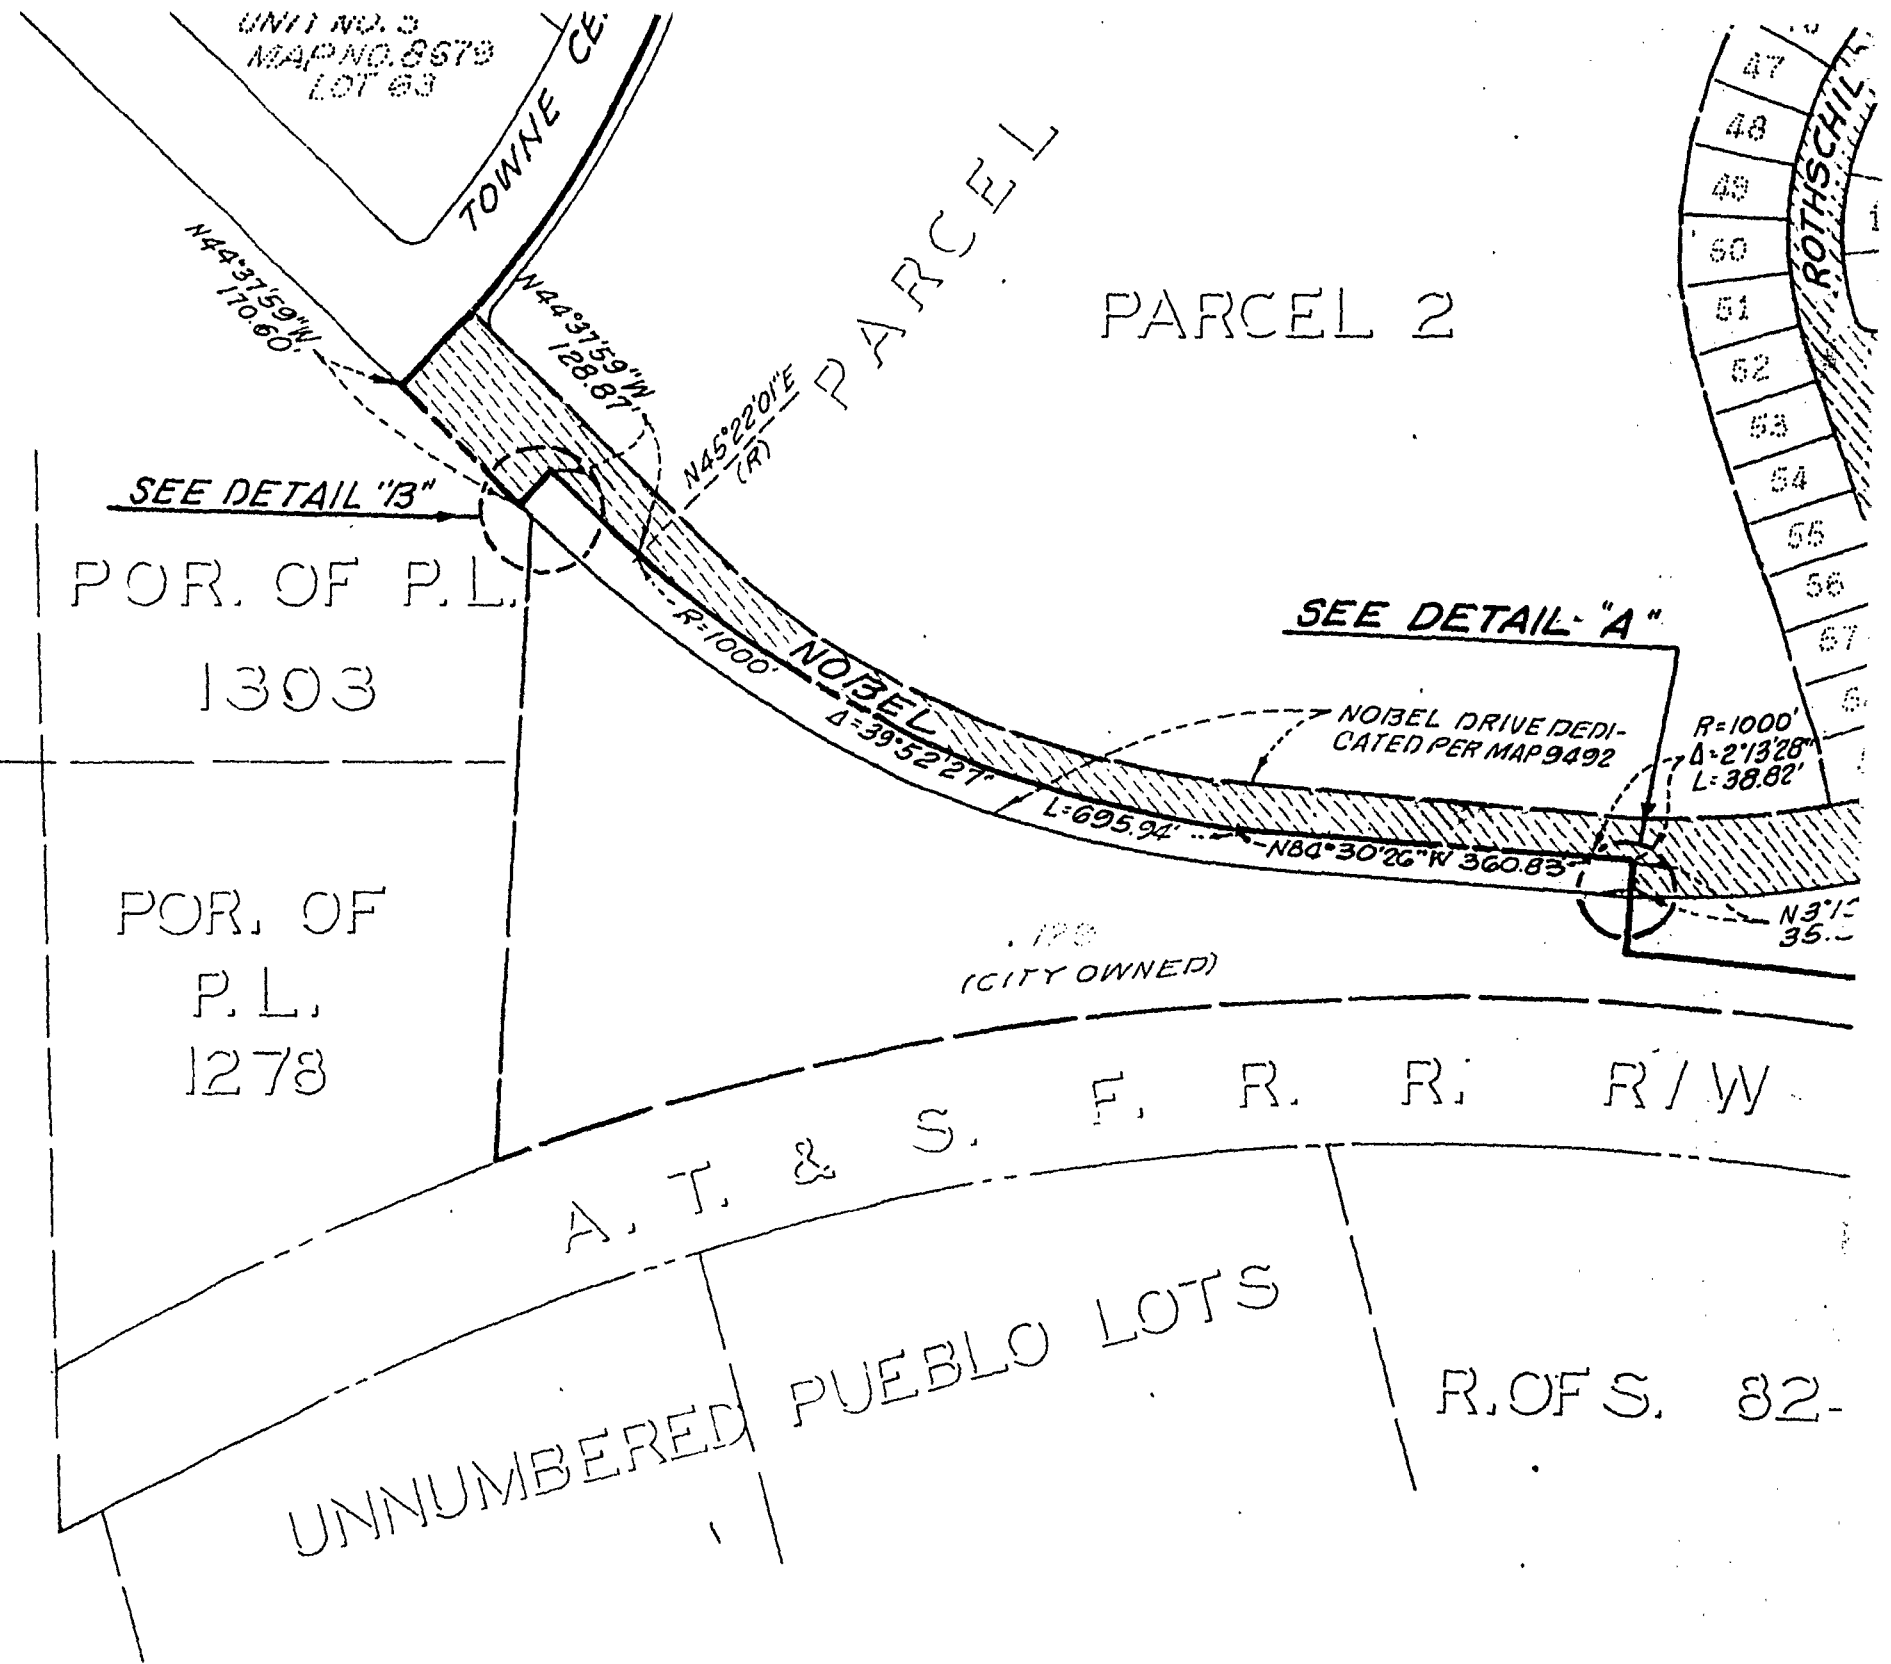 UNIT NO. 3
MAP NO. 8679
LOT 63
TOWNE
N44°37'59"W
170.60'
N44°37'59"W
128.87'
N45°22'01"E
(R)
PARCEL
PARCEL 2
47
48
49
50
51
52
53
54
55
56
57
ROTHSCHIL
SEE DETAIL "B"
POR. OF P.L.
1303
R=1000'
NOBEL
Δ=39°52'27"
L=695.94'
N84°30'26"W 360.83'
SEE DETAIL "A"
NOBEL DRIVE DEDI-
CATED PER MAP 9492
R=1000'
Δ=2°13'28"
L=38.82'
35.
(CITY OWNED)
POR. OF
P.L.
1278
A. T. & S. F. R. R. R/W
UNNUMBERED PUEBLO LOTS
R. OF S. 82-